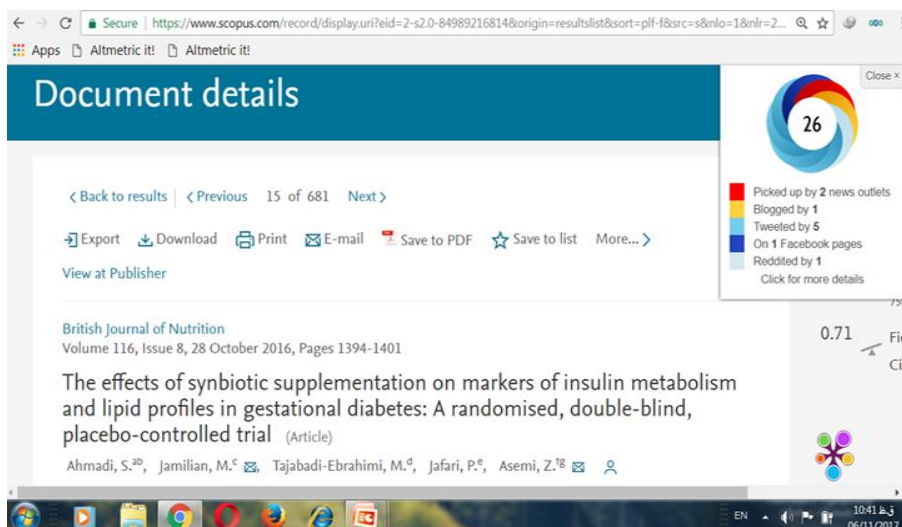 Secure | https://www.scopus.com/record/display.uri?eid=2-s2.0-84989216814&origin=resultslist&sort=plf-f&src=s&nlo=1&nlr=2...
Apps Altmetric it! Altmetric it!
Document details
Close ×
26
Picked up by 2 news outlets
Blogged by 1
Tweeted by 5
On 1 Facebook pages
Reddited by 1
Click for more details
< Back to results | < Previous 15 of 681 Next >
Export Download Print E-mail Save to PDF Save to list More... >
View at Publisher
British Journal of Nutrition
Volume 116, Issue 8, 28 October 2016, Pages 1394-1401
0.71 Fi
Ci
The effects of synbiotic supplementation on markers of insulin metabolism
and lipid profiles in gestational diabetes: A randomised, double-blind,
placebo-controlled trial (Article)
Ahmadi, S.ab, Jamilian, M.c, Tajabadi-Ebrahimi, M.d, Jafari, P.e, Asemi, Z.fg
EN
10:41 ق.ظ
06/11/2017